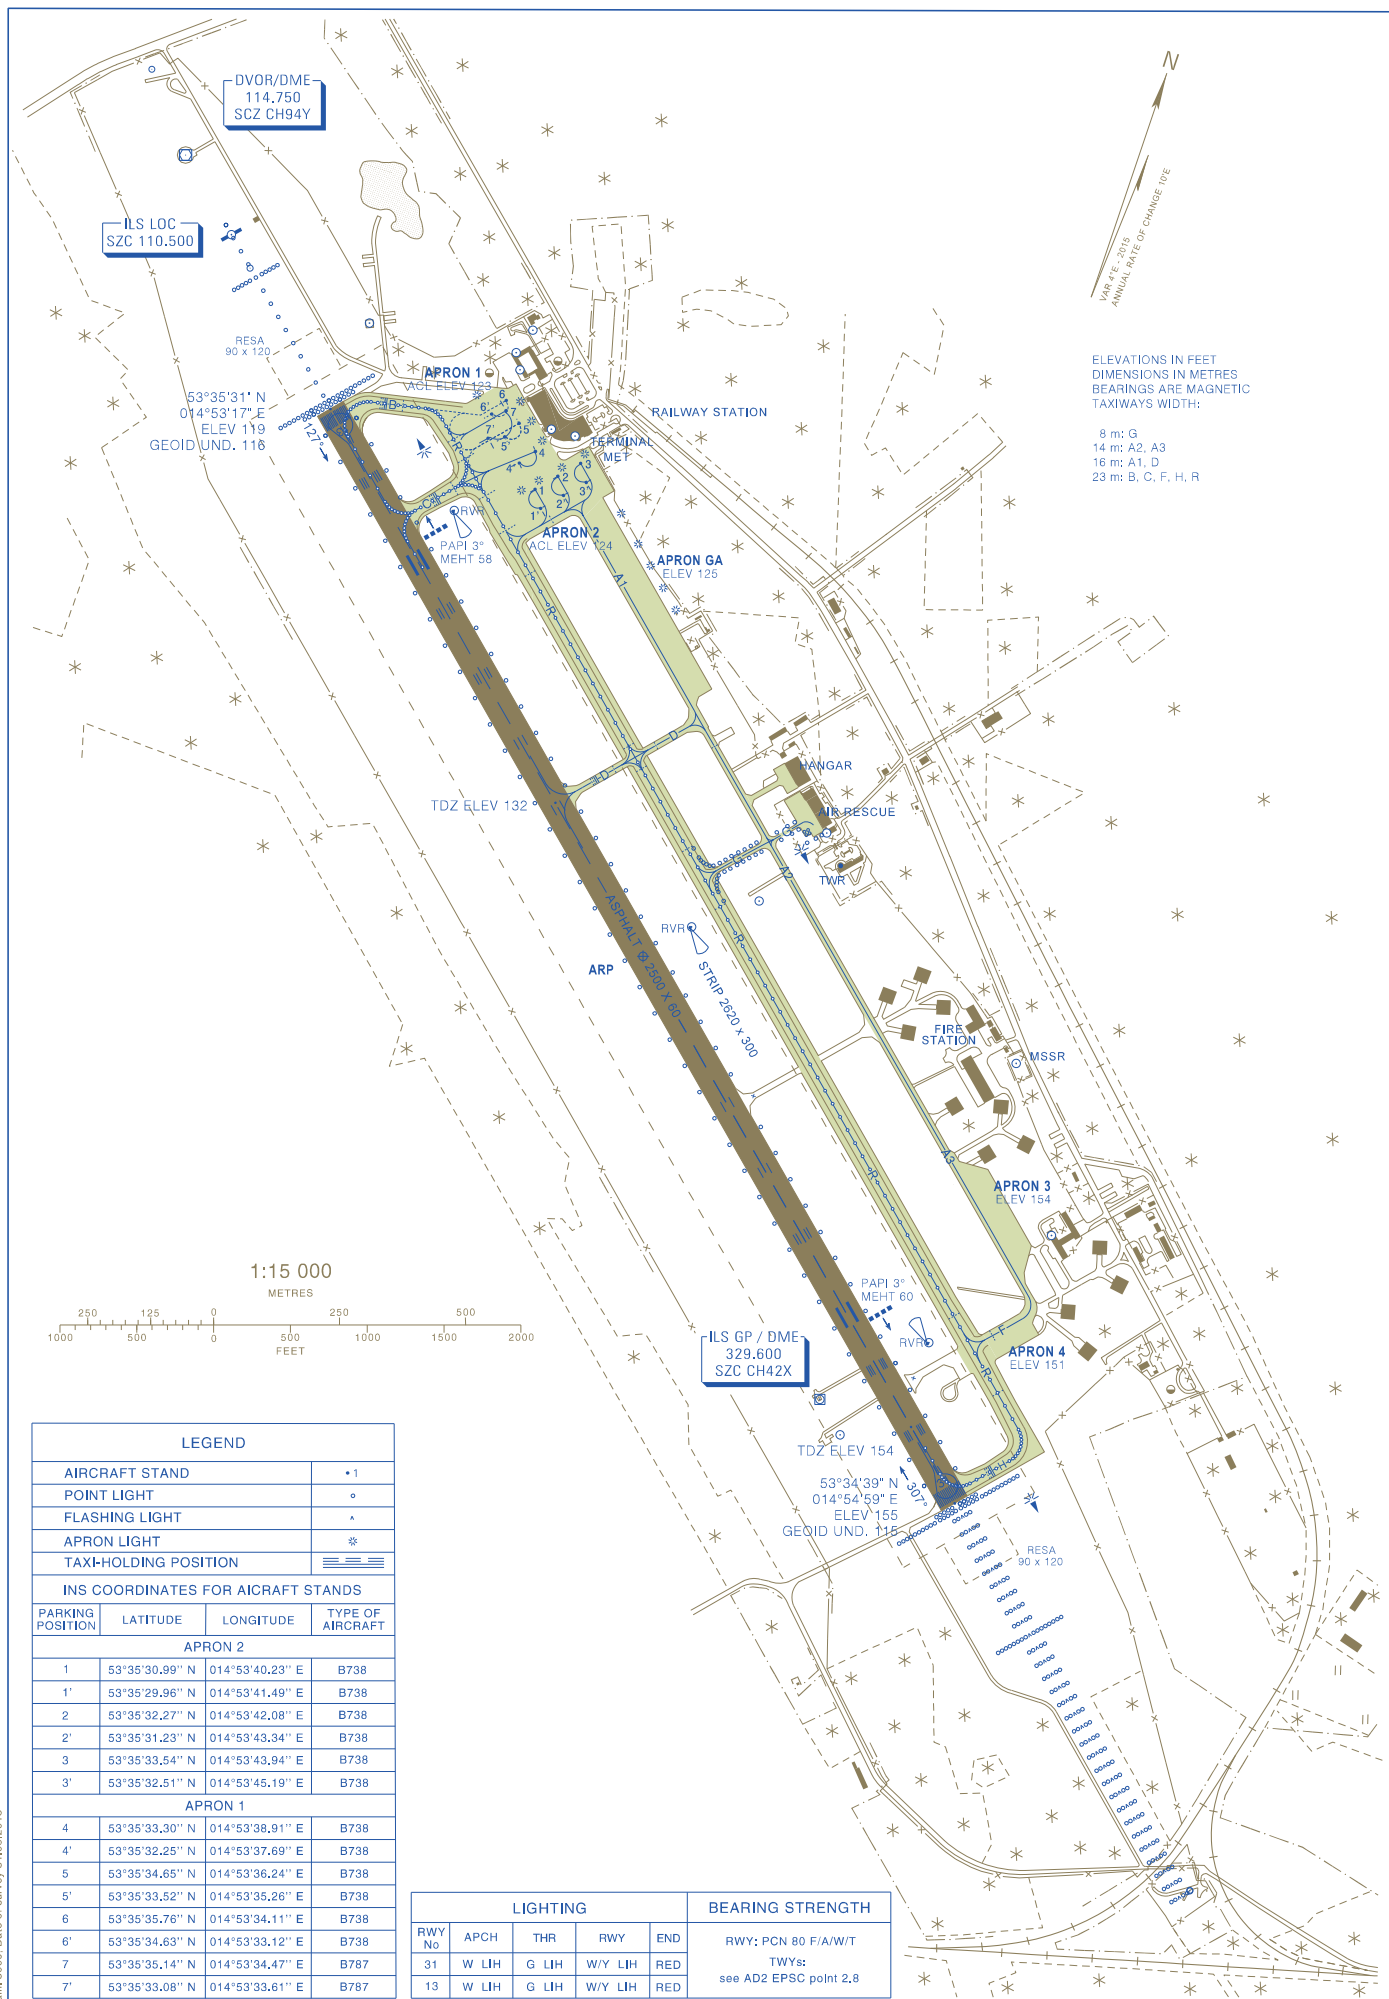 DVOR/DME
114.750
SCZ CH94Y
N
VAR 4°E - 2015
ANNUAL RATE OF CHANGE 10'E
ILS LOC
SZC 110.500
RESA
90 x 120
ELEVATIONS IN FEET
DIMENSIONS IN METRES
BEARINGS ARE MAGNETIC
TAXIWAYS WIDTH:
8 m: G
14 m: A2, A3
16 m: A1, D
23 m: B, C, F, H, R
53°35'31" N
014°53'17" E
ELEV 119
GEOID UND. 116
127°
APRON 1
ACL ELEV 123
B
R
C
6
6'
7
7'
5
5'
4
4'
3
3'
2
2'
1
1'
RAILWAY STATION
TERMINAL
MET
RVR
PAPI 3°
MEHT 58
APRON 2
ACL ELEV 124
APRON GA
ELEV 125
A1
R
D
D
TDZ ELEV 132
HANGAR
AIR RESCUE
G
G
A2
TWR
RVR
R
ARP
ASPHALT 2500 X 60
STRIP 2620 x 300
FIRE
STATION
MSSR
A3
R
APRON 3
ELEV 154
1:15 000
METRES
250 125 0 250 500
1000 500 0 500 1000 1500 2000
FEET
PAPI 3°
MEHT 60
RVR
F
R
APRON 4
ELEV 151
ILS GP / DME
329.600
SZC CH42X
TDZ ELEV 154
H
53°34'39" N
014°54'59" E
ELEV 155
GEOID UND. 115
307°
RESA
90 x 120
LEGEND
AIRCRAFT STAND 1
POINT LIGHT
FLASHING LIGHT
APRON LIGHT
TAXI-HOLDING POSITION
INS COORDINATES FOR AICRAFT STANDS
PARKING POSITION LATITUDE LONGITUDE TYPE OF AIRCRAFT
APRON 2
1 53°35'30.99'' N 014°53'40.23'' E B738
1' 53°35'29.96'' N 014°53'41.49'' E B738
2 53°35'32.27'' N 014°53'42.08'' E B738
2' 53°35'31.23'' N 014°53'43.34'' E B738
3 53°35'33.54'' N 014°53'43.94'' E B738
3' 53°35'32.51'' N 014°53'45.19'' E B738
APRON 1
4 53°35'33.30'' N 014°53'38.91'' E B738
4' 53°35'32.25'' N 014°53'37.69'' E B738
5 53°35'34.65'' N 014°53'36.24'' E B738
5' 53°35'33.52'' N 014°53'35.26'' E B738
6 53°35'35.76'' N 014°53'34.11'' E B738
6' 53°35'34.63'' N 014°53'33.12'' E B738
7 53°35'35.14'' N 014°53'34.47'' E B787
7' 53°35'33.08'' N 014°53'33.61'' E B787
LIGHTING
RWY No APCH THR RWY END
31 W LIH G LIH W/Y LIH RED
13 W LIH G LIH W/Y LIH RED
BEARING STRENGTH
RWY: PCN 80 F/A/W/T
TWYs:
see AD2 EPSC point 2.8